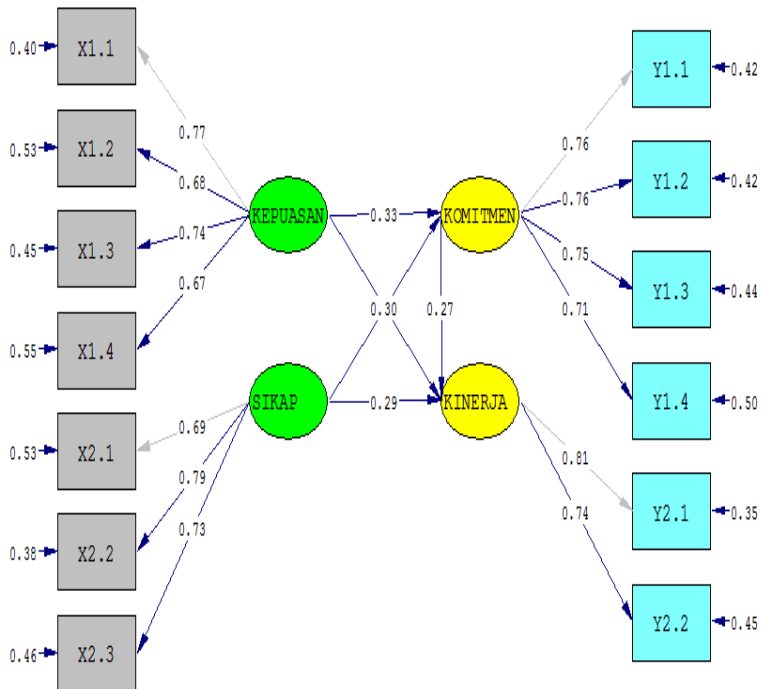 0.40 X1.1
0.53 X1.2
0.45 X1.3
0.55 X1.4
0.53 X2.1
0.38 X2.2
0.46 X2.3
0.77
0.68
0.74
0.67
0.69
0.79
0.73
KEPUASAN
SIKAP
0.33
0.30
0.27
0.29
KOMITMEN
KINERJA
0.76
0.76
0.75
0.71
0.81
0.74
Y1.1 0.42
Y1.2 0.42
Y1.3 0.44
Y1.4 0.50
Y2.1 0.35
Y2.2 0.45